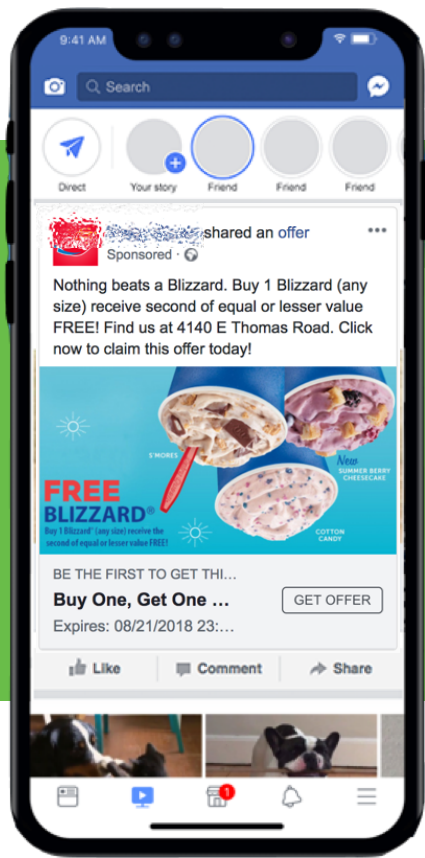 9:41 AM
Search
Direct
Your story
Friend
Friend
Friend
shared an offer
Sponsored ·
Nothing beats a Blizzard. Buy 1 Blizzard (any
size) receive second of equal or lesser value
FREE! Find us at 4140 E Thomas Road. Click
now to claim this offer today!
S'MORES
New
SUMMER BERRY
CHEESECAKE
FREE
BLIZZARD®
Buy 1 Blizzard® (any size) receive the
second of equal or lesser value FREE!
COTTON
CANDY
BE THE FIRST TO GET THI...
Buy One, Get One ...
GET OFFER
Expires: 08/21/2018 23:...
Like
Comment
Share
1